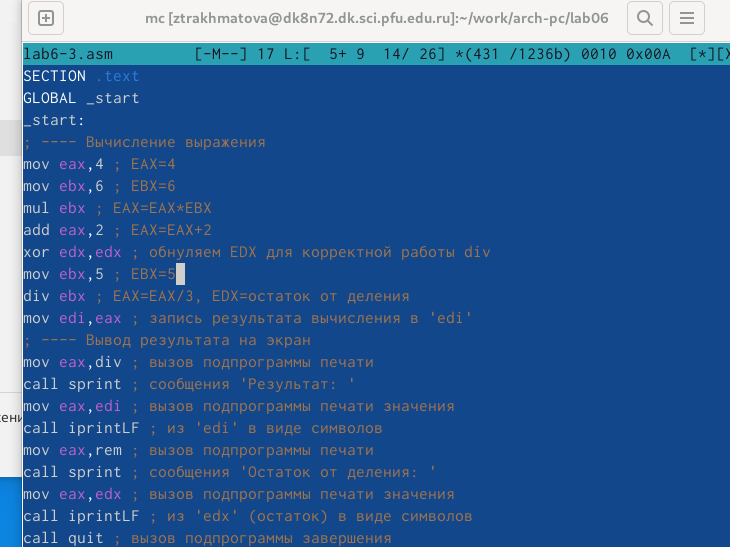 mc [ztrakhmatova@dk8n72.dk.sci.pfu.edu.ru]:~/work/arch-pc/lab06
lab6-3.asm [-M--] 17 L:[ 5+ 9 14/ 26] *(431 /1236b) 0010 0x00A [*][X
SECTION .text
GLOBAL _start
_start:
; ---- Вычисление выражения
mov eax,4 ; EAX=4
mov ebx,6 ; EBX=6
mul ebx ; EAX=EAX*EBX
add eax,2 ; EAX=EAX+2
xor edx,edx ; обнуляем EDX для корректной работы div
mov ebx,5 ; EBX=5
div ebx ; EAX=EAX/3, EDX=остаток от деления
mov edi,eax ; запись результата вычисления в 'edi'
; ---- Вывод результата на экран
mov eax,div ; вызов подпрограммы печати
call sprint ; сообщения 'Результат: '
mov eax,edi ; вызов подпрограммы печати значения
call iprintLF ; из 'edi' в виде символов
mov eax,rem ; вызов подпрограммы печати
call sprint ; сообщения 'Остаток от деления: '
mov eax,edx ; вызов подпрограммы печати значения
call iprintLF ; из 'edx' (остаток) в виде символов
call quit ; вызов подпрограммы завершения